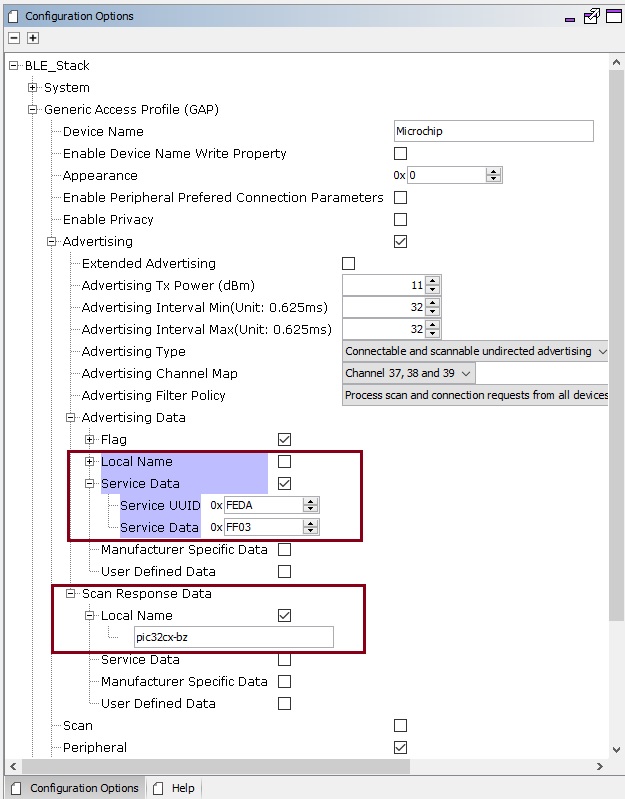 Configuration Options
BLE_Stack
System
Generic Access Profile (GAP)
Device Name Microchip
Enable Device Name Write Property
Appearance 0x 0
Enable Peripheral Prefered Connection Parameters
Enable Privacy
Advertising
Extended Advertising
Advertising Tx Power (dBm) 11
Advertising Interval Min(Unit: 0.625ms) 32
Advertising Interval Max(Unit: 0.625ms) 32
Advertising Type Connectable and scannable undirected advertising
Advertising Channel Map Channel 37, 38 and 39
Advertising Filter Policy Process scan and connection requests from all devices
Advertising Data
Flag
Local Name
Service Data
Service UUID 0x FEDA
Service Data 0x FF03
Manufacturer Specific Data
User Defined Data
Scan Response Data
Local Name
pic32cx-bz
Service Data
Manufacturer Specific Data
User Defined Data
Scan
Peripheral
Configuration Options Help